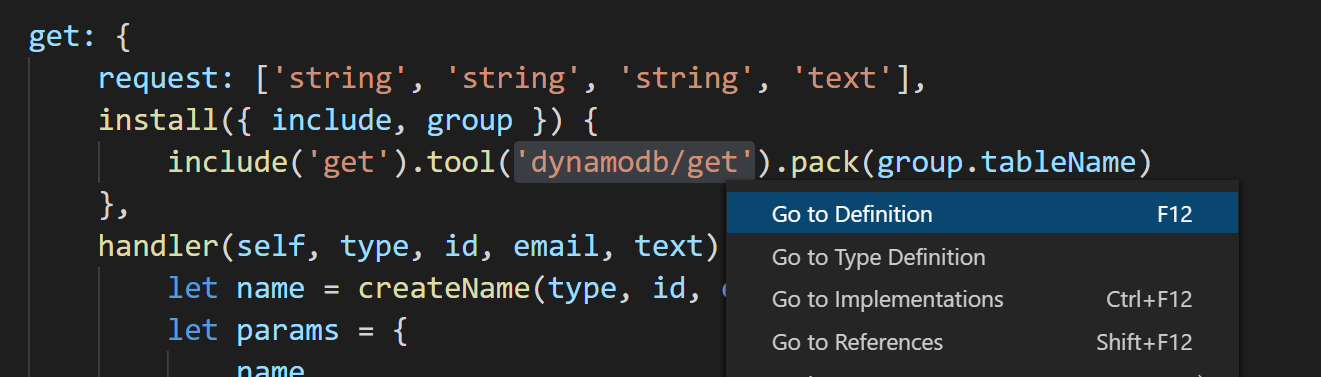 get: {
request: ['string', 'string', 'string', 'text'],
install({ include, group }) {
include('get').tool('dynamodb/get').pack(group.tableName)
},
handler(self, type, id, email, text)
let name = createName(type, id,
let params = {
name
Go to Definition F12
Go to Type Definition
Go to Implementations Ctrl+F12
Go to References Shift+F12